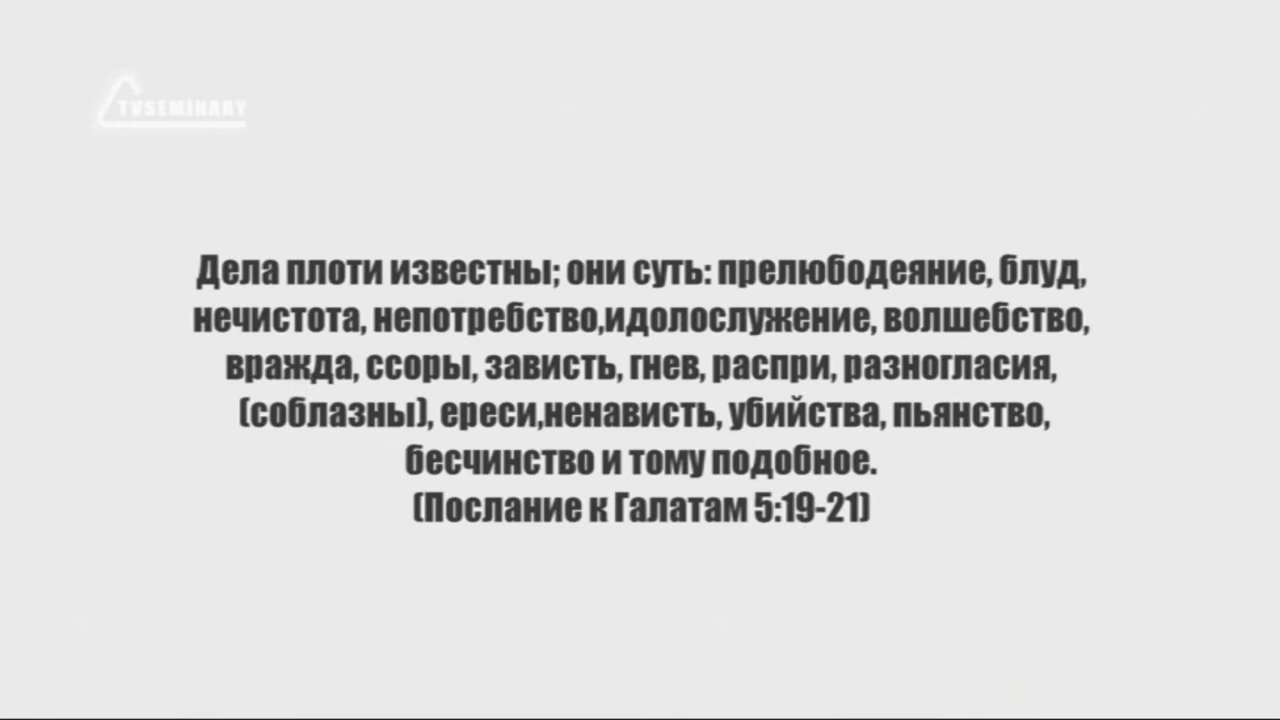 TVSEMINARY
Дела плоти известны; они суть: прелюбодеяние, блуд,
нечистота, непотребство,идолослужение, волшебство,
вражда, ссоры, зависть, гнев, распри, разногласия,
(соблазны), ереси,ненависть, убийства, пьянство,
бесчинство и тому подобное.
(Послание к Галатам 5:19-21)